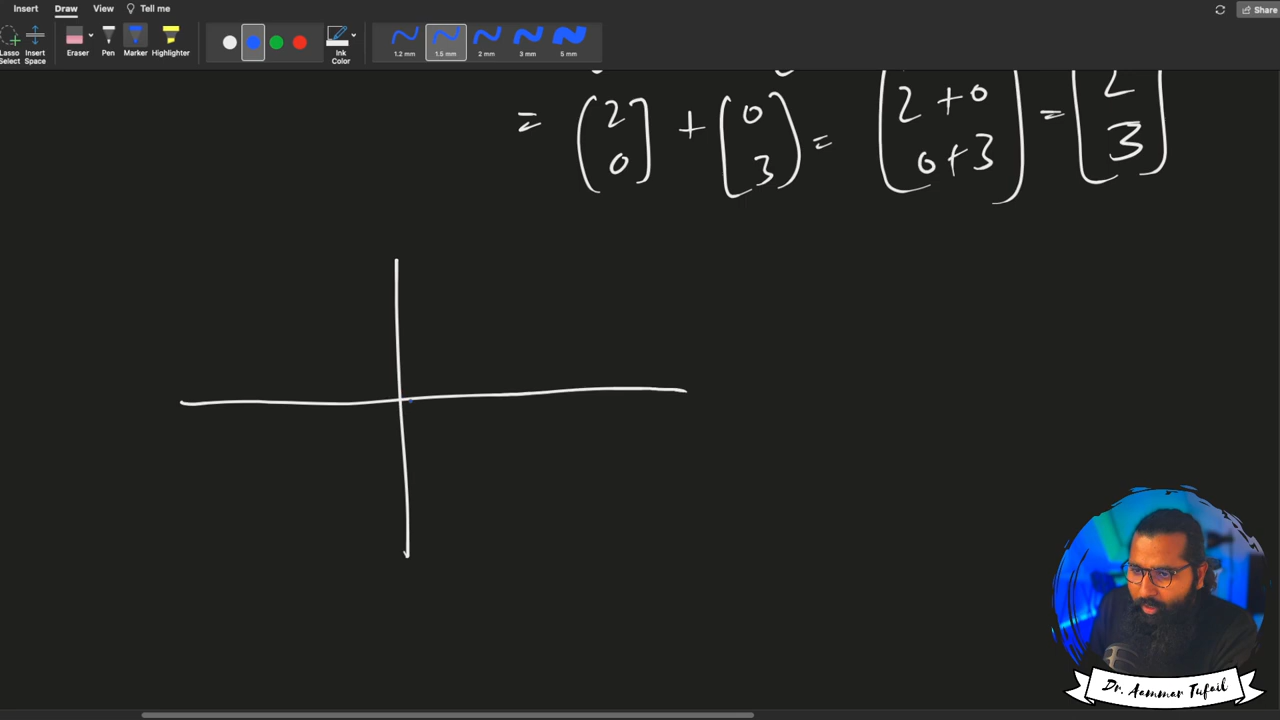 Insert Draw View Tell me Share
Lasso Select
Insert Space
Eraser
Pen
Marker
Highlighter
Ink Color
1.2 mm
1.5 mm
2 mm
3 mm
5 mm
= [2 0] + [0 3] = [2+0 0+3] = [2 3]
Dr. Aammar Tufail